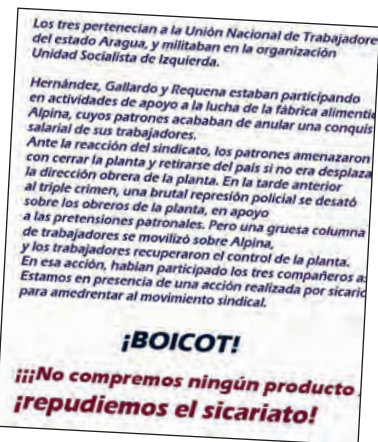 Los tres pertenecían a la Unión Nacional de
del estado Aragua, y militaban en la organización
Unidad Socialista de Izquierda.
Hernández, Gallardo y Requena estaban participando
en actividades de apoyo a la lucha de la fábrica
Alpina, cuyos patrones acababan de anular una
salarial de sus trabajadores.
Ante la reacción del sindicato, los patrones amenazaron
con cerrar la planta y retirarse del país si no era
la dirección obrera de la planta. En la tarde anterior
al triple crimen, una brutal represión policial se desató
sobre los obreros de la planta, en apoyo
a las pretensiones patronales. Pero una gruesa columna
de trabajadores se movilizó sobre Alpina,
y los trabajadores recuperaron el control de la planta.
En esa acción, habían participado los tres compañeros
Estamos en presencia de una acción realizada por
para amedrentar al movimiento sindical.
¡BOICOT!
¡¡¡No compremos ningún producto
¡repudiemos el sicariato!